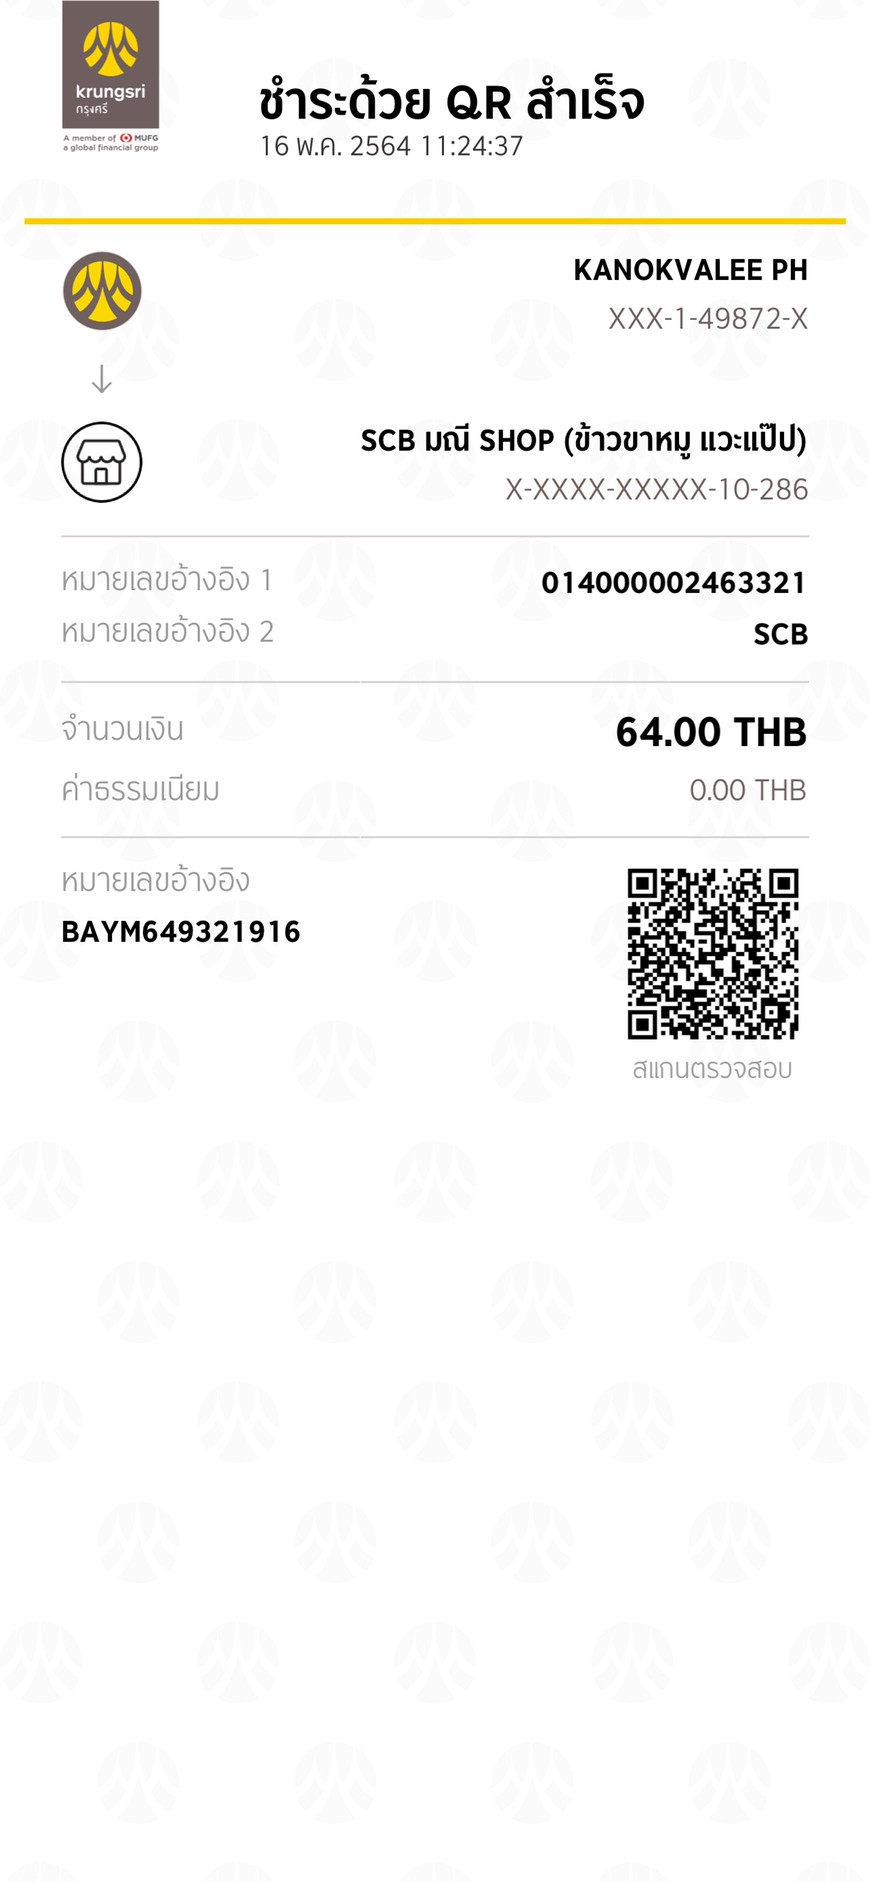 krungsri
กรุงศรี
A member of MUFG
a global financial group
ชำระด้วย QR สำเร็จ
16 พ.ค. 2564 11:24:37
KANOKVALEE PH
XXX-1-49872-X
SCB มณี SHOP (ข้าวขาหมู แวะแป๊ป)
X-XXXX-XXXXX-10-286
หมายเลขอ้างอิง 1 014000002463321
หมายเลขอ้างอิง 2 SCB
จำนวนเงิน 64.00 THB
ค่าธรรมเนียม 0.00 THB
หมายเลขอ้างอิง
BAYM649321916
สแกนตรวจสอบ